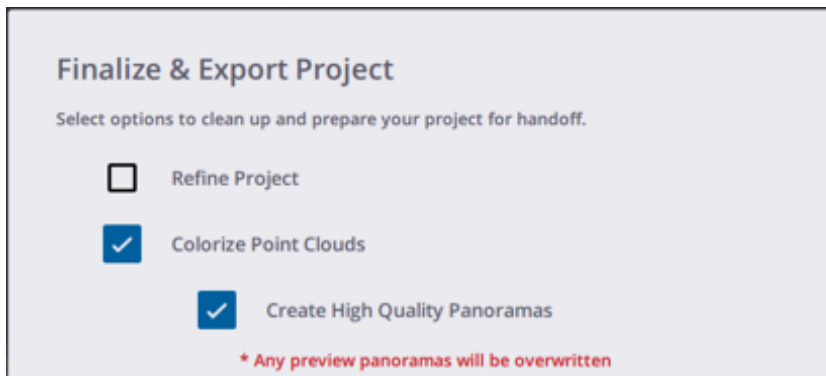 Finalize & Export Project
Select options to clean up and prepare your project for handoff.
Refine Project
Colorize Point Clouds
Create High Quality Panoramas
* Any preview panoramas will be overwritten